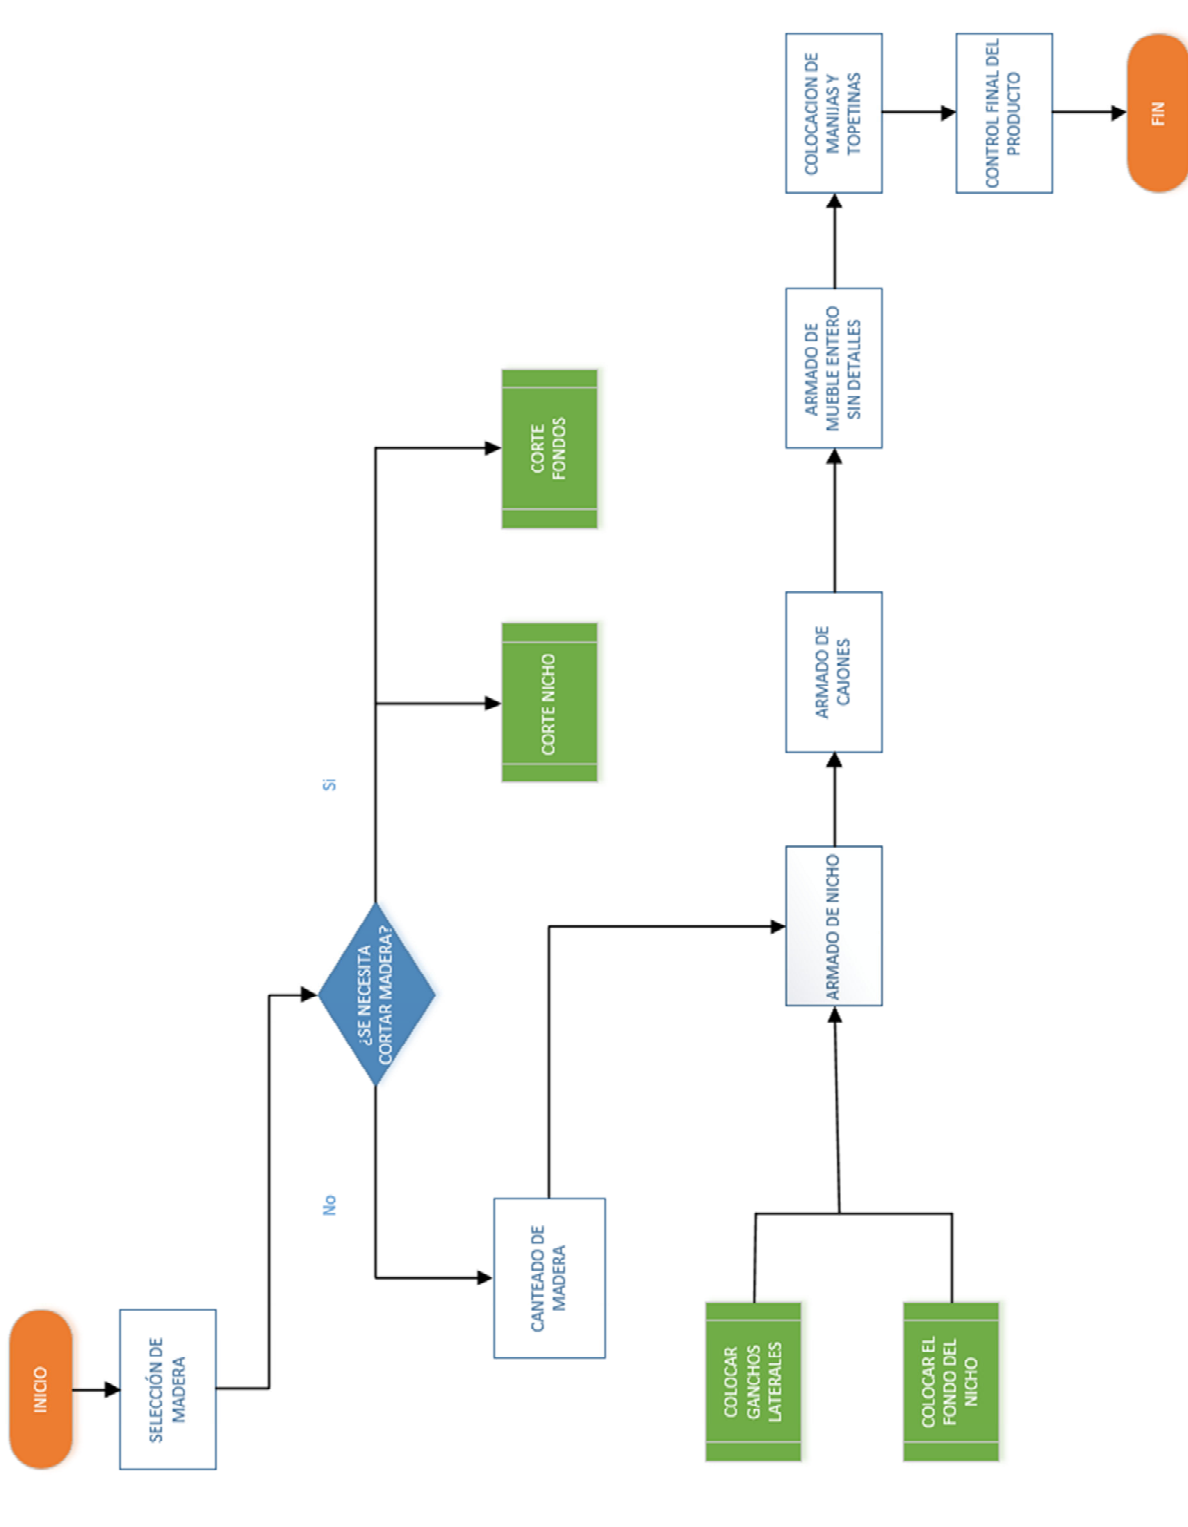 INICIO
SELECCIÓN DE
MADERA
¿SE NECESITA
CORTAR MADERA?
No
Si
CANTEADO DE
MADERA
CORTE NICHO
CORTE
FONDOS
COLOCAR
GANCHOS
LATERALES
COLOCAR EL
FONDO DEL
NICHO
ARMADO DE NICHO
ARMADO DE
CAJONES
ARMADO DE
MUEBLE ENTERO
SIN DETALLES
COLOCACION DE
MANIJAS Y
TOPETINAS
CONTROL FINAL DEL
PRODUCTO
FIN